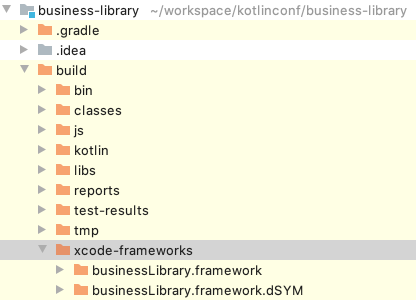 business-library ~/workspace/kotlinconf/business-library
.gradle
.idea
build
bin
classes
js
kotlin
libs
reports
test-results
tmp
xcode-frameworks
businessLibrary.framework
businessLibrary.framework.dSYM